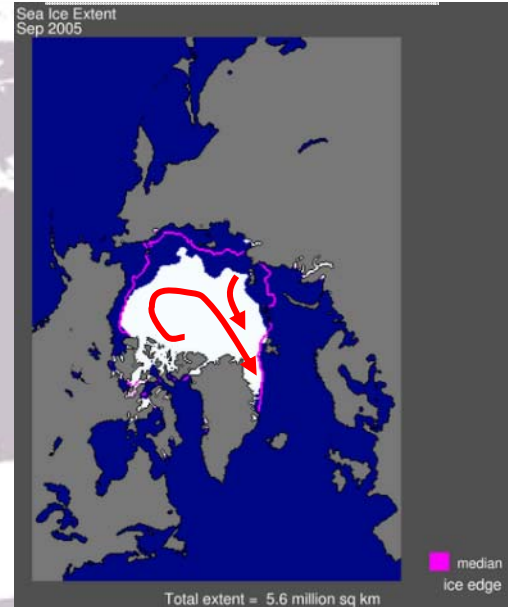 Sea Ice Extent
Sep 2005
median
ice edge
Total extent = 5.6 million sq km